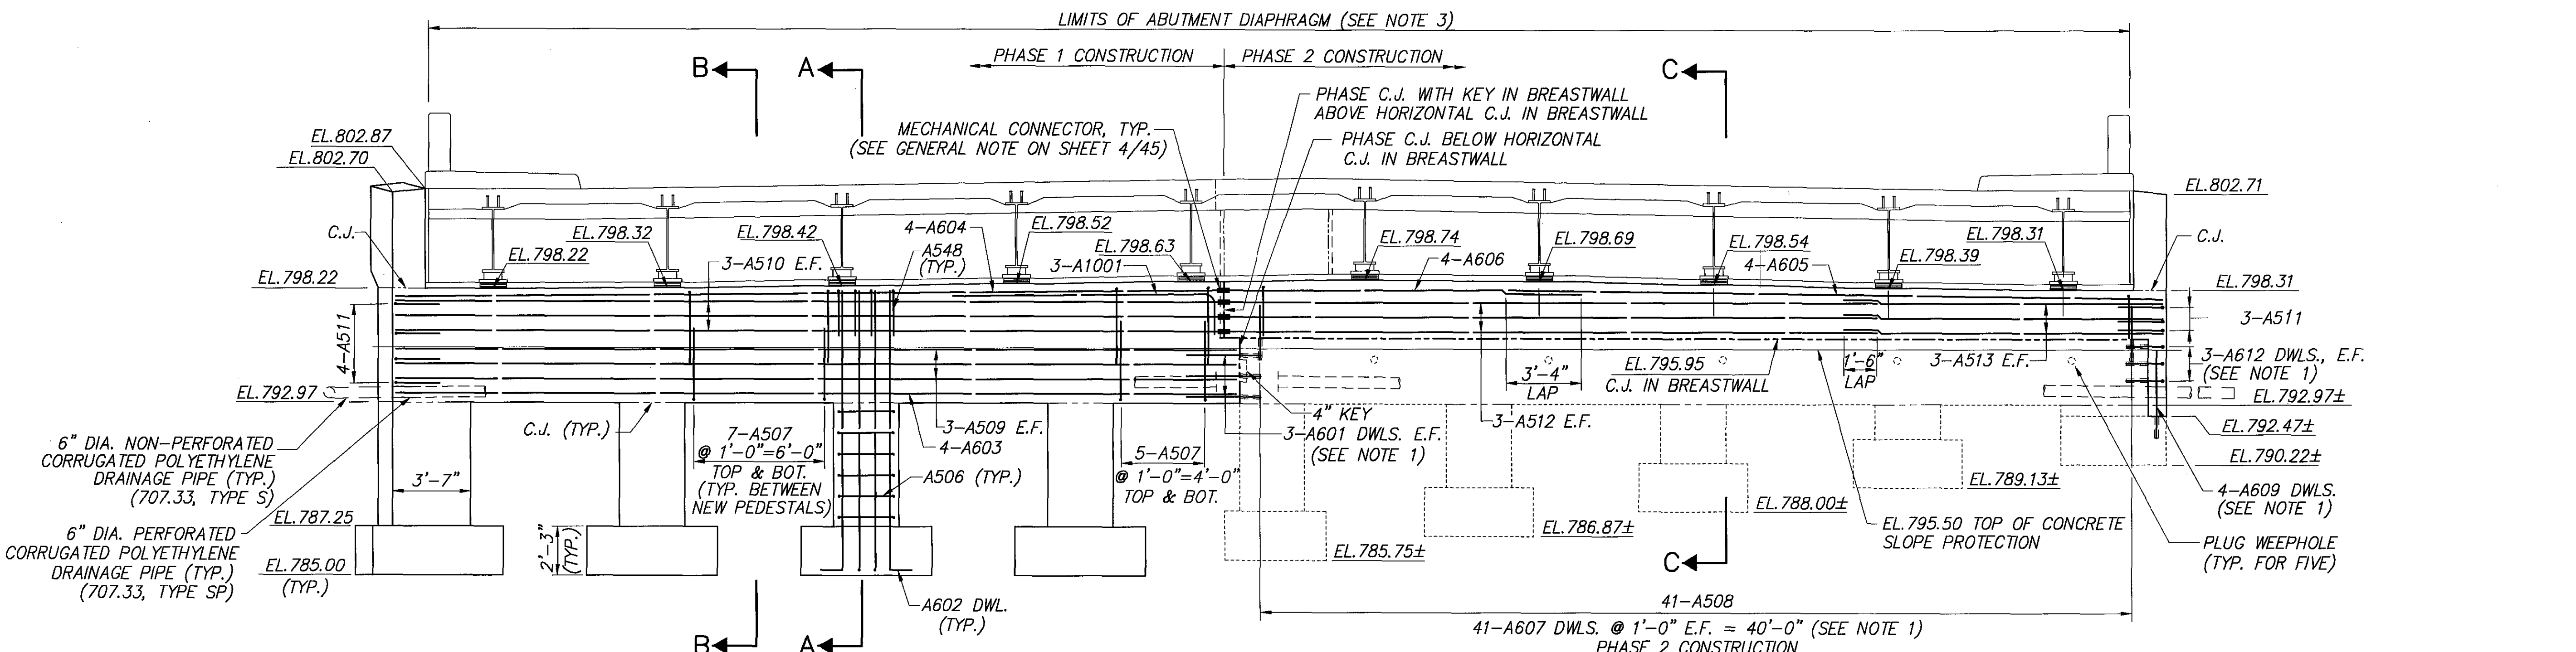 LIMITS OF ABUTMENT DIAPHRAGM (SEE NOTE 3)
PHASE 1 CONSTRUCTION
PHASE 2 CONSTRUCTION
B
A
C
PHASE C.J. WITH KEY IN BREASTWALL
ABOVE HORIZONTAL C.J. IN BREASTWALL
MECHANICAL CONNECTOR, TYP.
(SEE GENERAL NOTE ON SHEET 4/45)
PHASE C.J. BELOW HORIZONTAL
C.J. IN BREASTWALL
EL.802.87
EL.802.70
EL.802.71
C.J.
EL.798.22
EL.798.22
EL.798.32
EL.798.42
4-A604
A548
(TYP.)
EL.798.52
EL.798.63
3-A1001
3-A510 E.F.
EL.798.74
4-A606
EL.798.69
EL.798.54
4-A605
EL.798.39
EL.798.31
C.J.
EL.798.31
3-A511
4-A511
3-A612 DWLS., E.F.
(SEE NOTE 1)
EL.792.97
EL.792.97±
EL.795.95
C.J. IN BREASTWALL
3'-4"
LAP
1'-6"
LAP
3-A513 E.F.
3-A512 E.F.
4" KEY
3-A601 DWLS. E.F.
(SEE NOTE 1)
C.J. (TYP.)
3-A509 E.F.
4-A603
7-A507
@ 1'-0"=6'-0"
TOP & BOT.
(TYP. BETWEEN
NEW PEDESTALS)
5-A507
@ 1'-0"=4'-0"
TOP & BOT.
A506 (TYP.)
6" DIA. NON-PERFORATED
CORRUGATED POLYETHYLENE
DRAINAGE PIPE (TYP.)
(707.33, TYPE S)
3'-7"
EL.787.25
6" DIA. PERFORATED
CORRUGATED POLYETHYLENE
DRAINAGE PIPE (TYP.)
(707.33, TYPE SP)
EL.785.00
(TYP.)
2'-3"
(TYP.)
A602 DWL.
(TYP.)
EL.792.47±
EL.790.22±
EL.789.13±
EL.788.00±
EL.786.87±
EL.785.75±
4-A609 DWLS.
(SEE NOTE 1)
EL.795.50 TOP OF CONCRETE
SLOPE PROTECTION
PLUG WEEPHOLE
(TYP. FOR FIVE)
C
41-A508
41-A607 DWLS. @ 1'-0" E.F. = 40'-0" (SEE NOTE 1)
PHASE 2 CONSTRUCTION
B
A